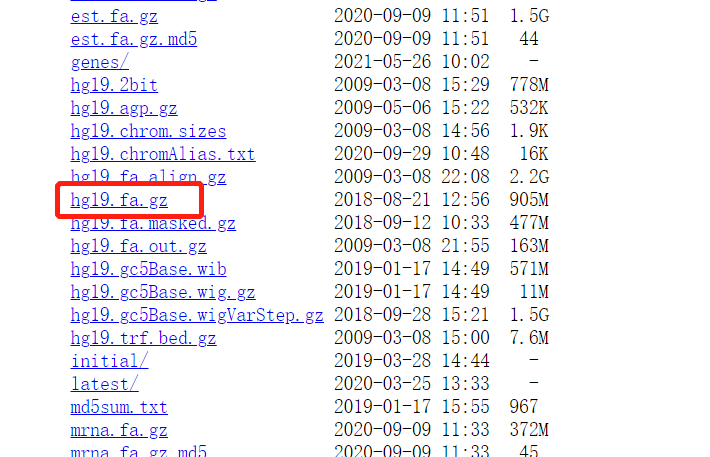 est.fa.gz 2020-09-09 11:51 1.5G
est.fa.gz.md5 2020-09-09 11:51 44
genes/ 2021-05-26 10:02 -
hg19.2bit 2009-03-08 15:29 778M
hg19.agp.gz 2009-05-06 15:22 532K
hg19.chrom.sizes 2009-03-08 14:56 1.9K
hg19.chromAlias.txt 2020-09-29 10:48 16K
hg19.fa.align.gz 2009-03-08 22:08 2.2G
hg19.fa.gz 2018-08-21 12:56 905M
hg19.fa.masked.gz 2018-09-12 10:33 477M
hg19.fa.out.gz 2009-03-08 21:55 163M
hg19.gc5Base.wib 2019-01-17 14:49 571M
hg19.gc5Base.wig.gz 2019-01-17 14:49 11M
hg19.gc5Base.wigVarStep.gz 2018-09-28 15:21 1.5G
hg19.trf.bed.gz 2009-03-08 15:00 7.6M
initial/ 2019-03-28 14:44 -
latest/ 2020-03-25 13:33 -
md5sum.txt 2019-01-17 15:55 967
mrna.fa.gz 2020-09-09 11:33 372M
mrna.fa.gz.md5 2020-09-09 11:33 45